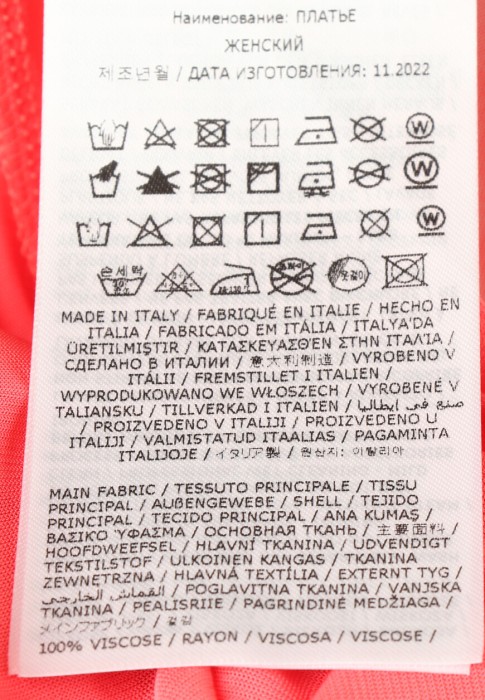 Наименование: ПЛАТЬЕ
ЖЕНСКИЙ
제조년월 / ДАТА ИЗГОТОВЛЕНИЯ: 11.2022
W
W
W
손세탁
MADE IN ITALY / FABRIQUÉ EN ITALIE / HECHO EN
ITALIA / FABRICADO EM ITÁLIA / ITALYA'DA
ÜRETILMIŞTIR / ΚΑΤΑΣΚΕΥΑΣΘΕΝ ΣΤΗΝ ΙΤΑΛΊΑ /
СДЕЛАНО В ИТАЛИИ / 意大利制造 / VYROBENO V
ITÁLII / FREMSTILLET I ITALIEN /
WYPRODUKOWANO WE WŁOSZECH / VYROBENÉ V
TALIANSKU / TILLVERKAD I ITALIEN / صنع في ايطاليا
/ PROIZVEDENO V ITALIJI / PROIZVEDENO U
ITALIJI / VALMISTATUD ITAALIAS / PAGAMINTA
ITALIJOJE / イタリア製 / 원산지: 이탈리아
MAIN FABRIC / TESSUTO PRINCIPALE / TISSU
PRINCIPAL / AUßENGEWEBE / SHELL / TEJIDO
PRINCIPAL / TECIDO PRINCIPAL / ANA KUMAŞ /
ΒΑΣΙΚΌ ΎΦΑΣΜΑ / ОСНОВНАЯ ТКАНЬ / 主要面料 /
HOOFDWEEFSEL / HLAVNÍ TKANINA / UDVENDIGT
TEKSTILSTOF / ULKOINEN KANGAS / TKANINA
ZEWNĘTRZNA / HLAVNÁ TEXTÍLIA / EXTERNT TYG /
القماش الخارجي / POGLAVITNA TKANINA / VANJSKA
TKANINA / PEALISRIIE / PAGRINDINĖ MEDŽIAGA /
メインファブリック / 겉감
100% VISCOSE / RAYON / VISCOSA / VISCOSE /